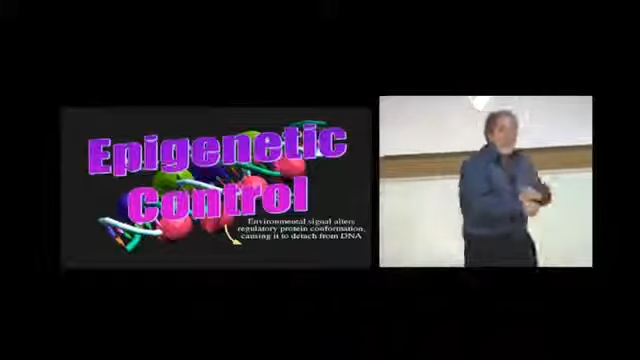 Epigenetic
Control
Environmental signal alters
regulatory protein conformation,
causing it to detach from DNA